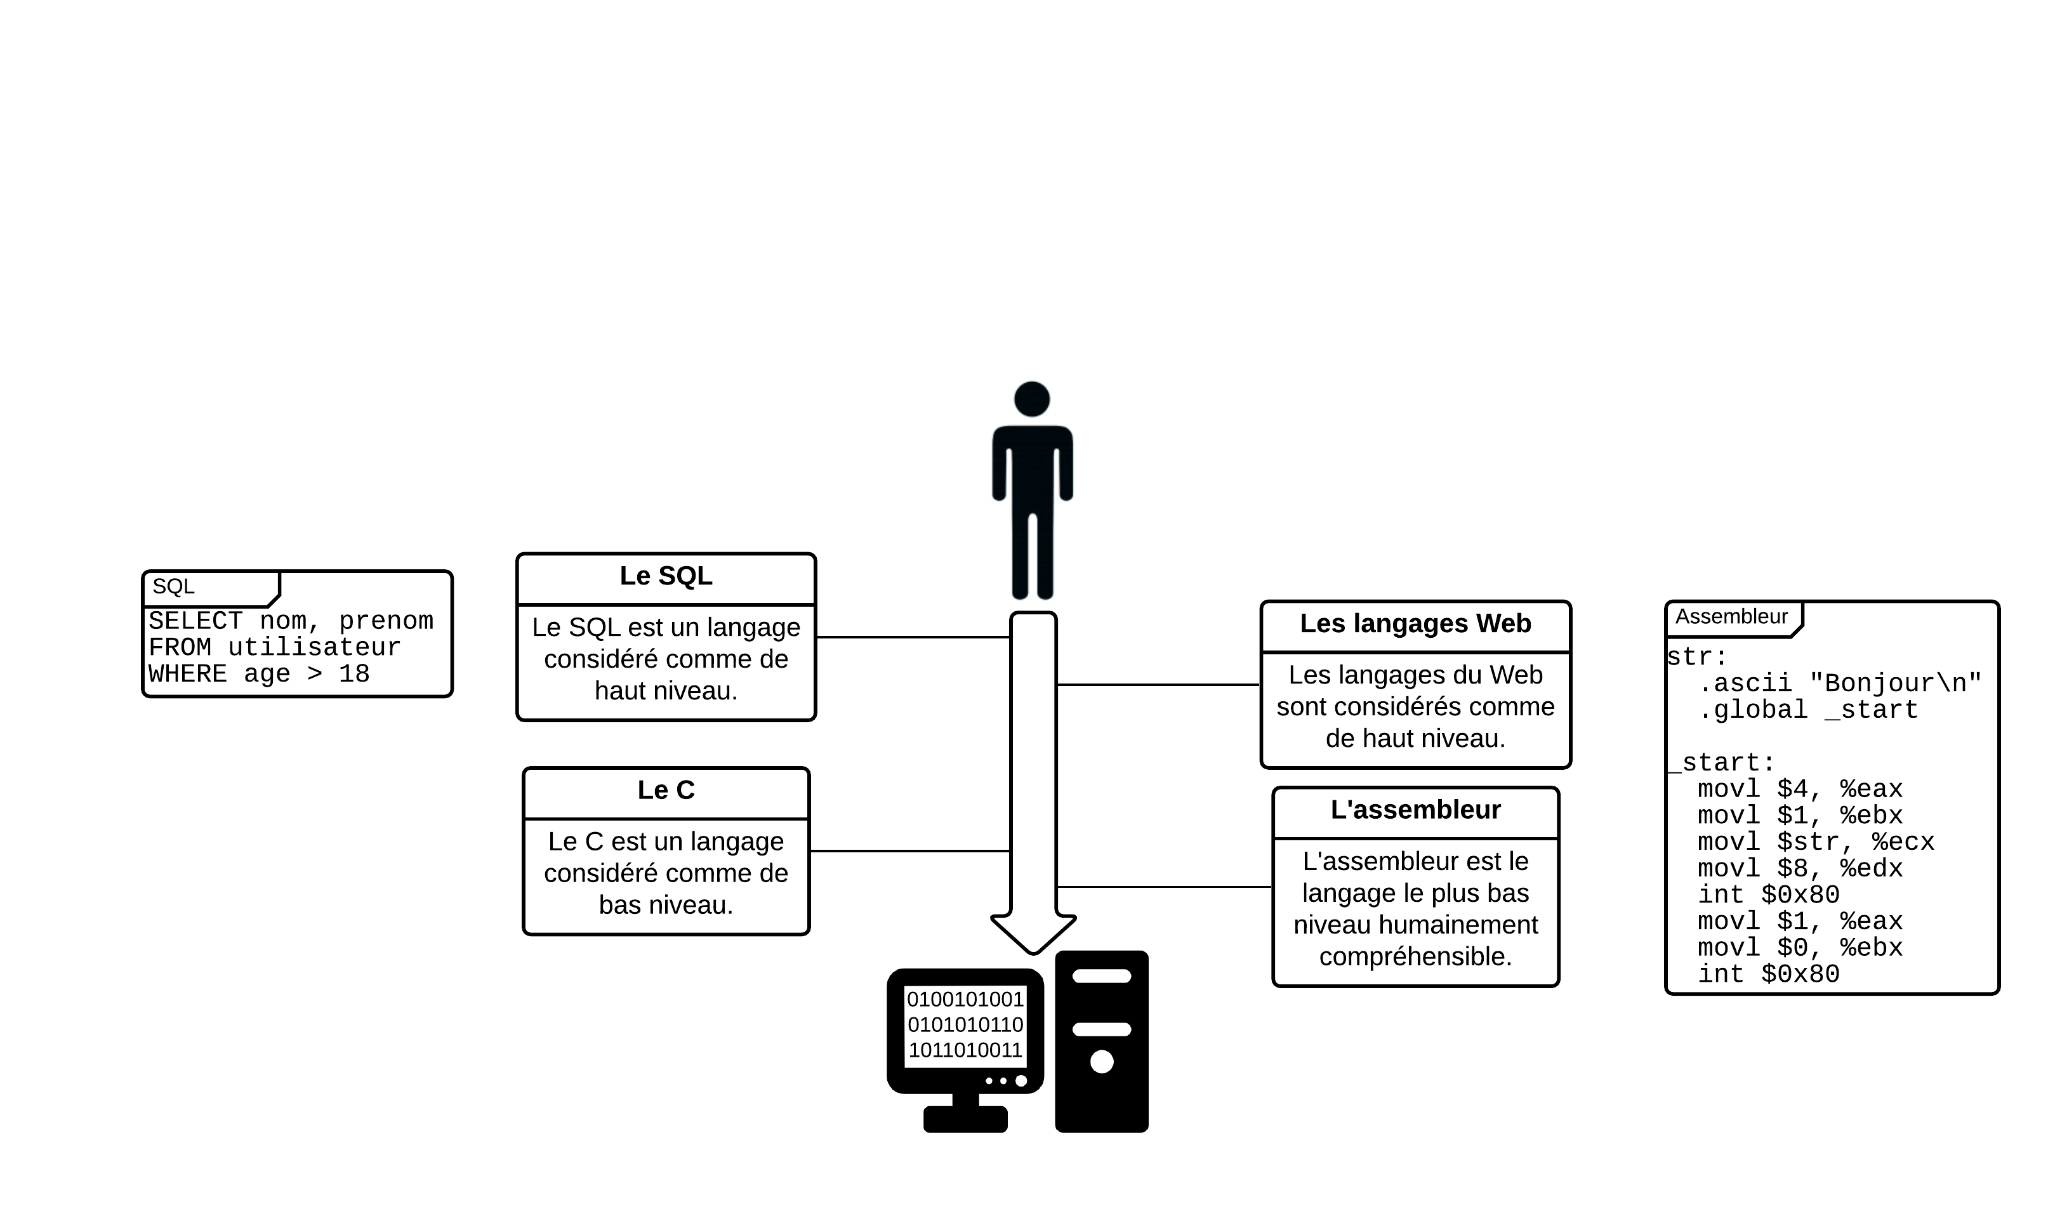 SQL
SELECT nom, prenom
FROM utilisateur
WHERE age > 18
Le SQL
Le SQL est un langage
considéré comme de
haut niveau.
Le C
Le C est un langage
considéré comme de
bas niveau.
0100101001
0101010110
1011010011
Les langages Web
Les langages du Web
sont considérés comme
de haut niveau.
L'assembleur
L'assembleur est le
langage le plus bas
niveau humainement
compréhensible.
Assembleur
str:
  .ascii "Bonjour\n"
  .global _start
_start:
  movl $4, %eax
  movl $1, %ebx
  movl $str, %ecx
  movl $8, %edx
  int $0x80
  movl $1, %eax
  movl $0, %ebx
  int $0x80